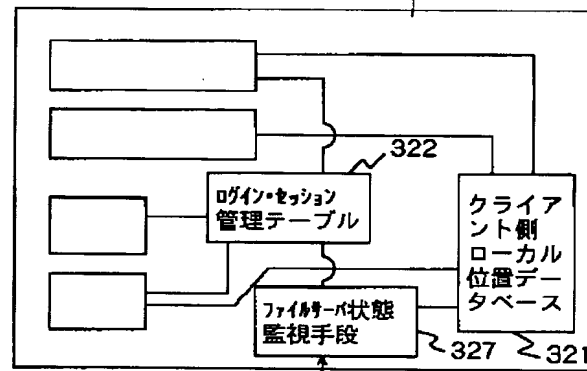 322
ログイン・セッション
管理テーブル
クライア
ント側
ローカル
位置デー
タベース
ファイルサーバ状態
監視手段
327
321